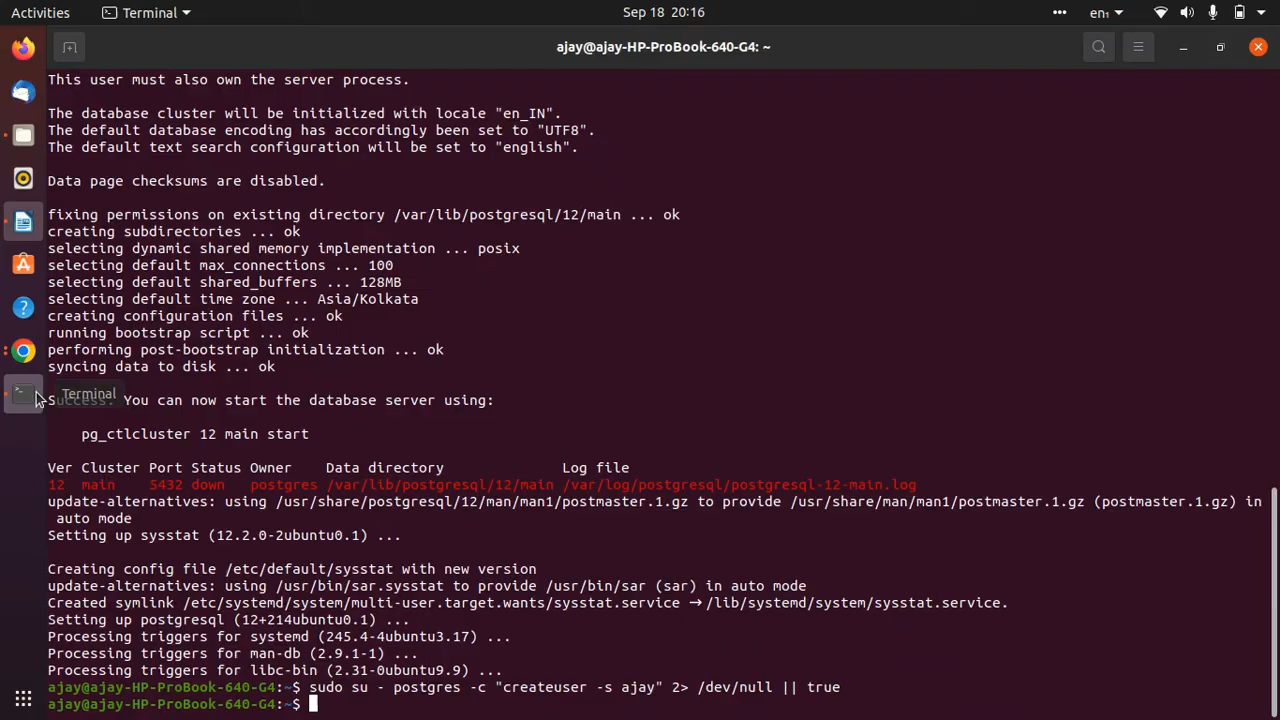 Activities Terminal Sep 18 20:16 en₁
ajay@ajay-HP-ProBook-640-G4: ~
This user must also own the server process.
The database cluster will be initialized with locale "en_IN".
The default database encoding has accordingly been set to "UTF8".
The default text search configuration will be set to "english".
Data page checksums are disabled.
fixing permissions on existing directory /var/lib/postgresql/12/main ... ok
creating subdirectories ... ok
selecting dynamic shared memory implementation ... posix
selecting default max_connections ... 100
selecting default shared_buffers ... 128MB
selecting default time zone ... Asia/Kolkata
creating configuration files ... ok
running bootstrap script ... ok
performing post-bootstrap initialization ... ok
syncing data to disk ... ok
Terminal
Success. You can now start the database server using:
pg_ctlcluster 12 main start
Ver Cluster Port Status Owner    Data directory              Log file
12  main    5432 down   postgres /var/lib/postgresql/12/main /var/log/postgresql/postgresql-12-main.log
update-alternatives: using /usr/share/postgresql/12/man/man1/postmaster.1.gz to provide /usr/share/man/man1/postmaster.1.gz (postmaster.1.gz) in
auto mode
Setting up sysstat (12.2.0-2ubuntu0.1) ...
Creating config file /etc/default/sysstat with new version
update-alternatives: using /usr/bin/sar.sysstat to provide /usr/bin/sar (sar) in auto mode
Created symlink /etc/systemd/system/multi-user.target.wants/sysstat.service → /lib/systemd/system/sysstat.service.
Setting up postgresql (12+214ubuntu0.1) ...
Processing triggers for systemd (245.4-4ubuntu3.17) ...
Processing triggers for man-db (2.9.1-1) ...
Processing triggers for libc-bin (2.31-0ubuntu9.9) ...
ajay@ajay-HP-ProBook-640-G4:~$ sudo su - postgres -c "createuser -s ajay" 2> /dev/null || true
ajay@ajay-HP-ProBook-640-G4:~$